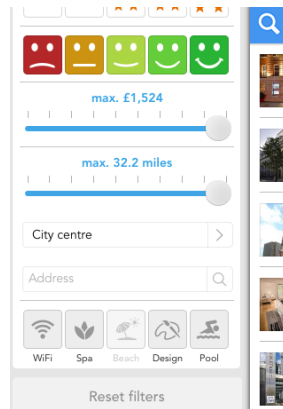 max. £1,524
max. 32.2 miles
City centre
Address
WiFi Spa Beach Design Pool
Reset filters